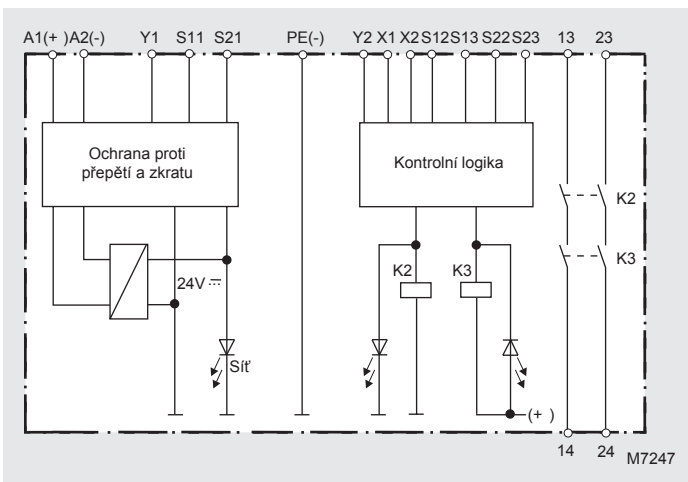 A1(+ ) A2(-) Y1 S11 S21 PE(-) Y2 X1 X2 S12 S13 S22 S23 13 23
Ochrana proti
přepětí a zkratu
Kontrolní logika
K2
K3
K2 K3
24V
Síť
(+ )
14 24
M7247